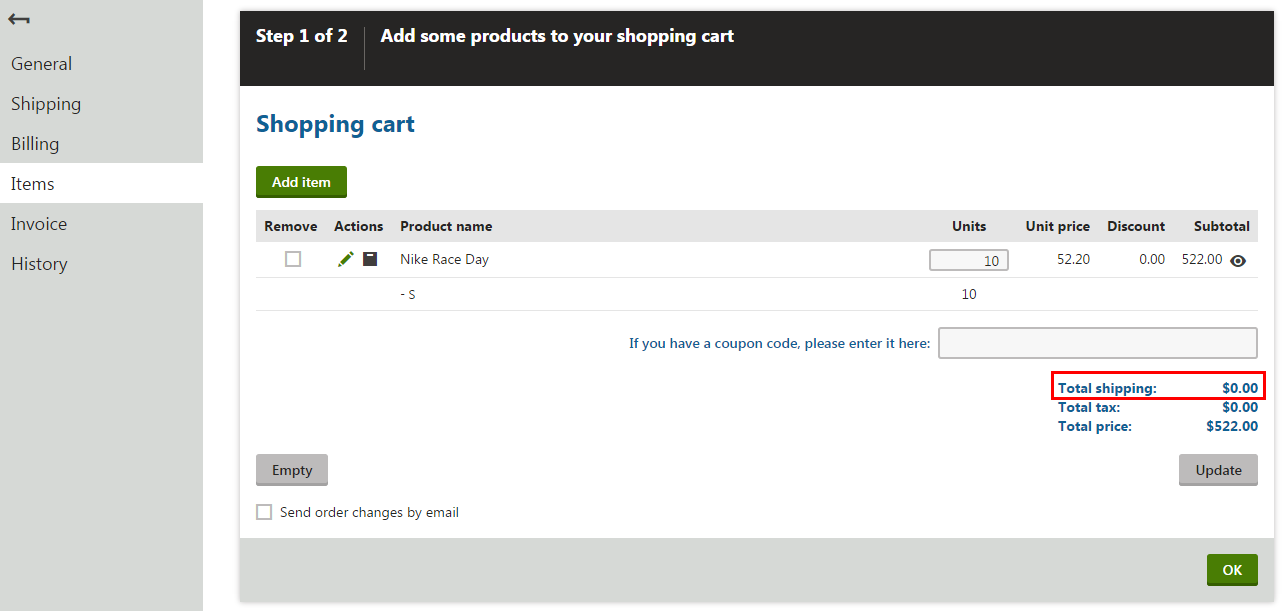 Step 1 of 2 Add some products to your shopping cart
General
Shipping
Billing
Items
Invoice
History
Shopping cart
Add item
Remove Actions Product name Units Unit price Discount Subtotal
Nike Race Day 10 52.20 0.00 522.00
- S 10
If you have a coupon code, please enter it here:
Total shipping: $0.00
Total tax: $0.00
Total price: $522.00
Empty Update
Send order changes by email
OK